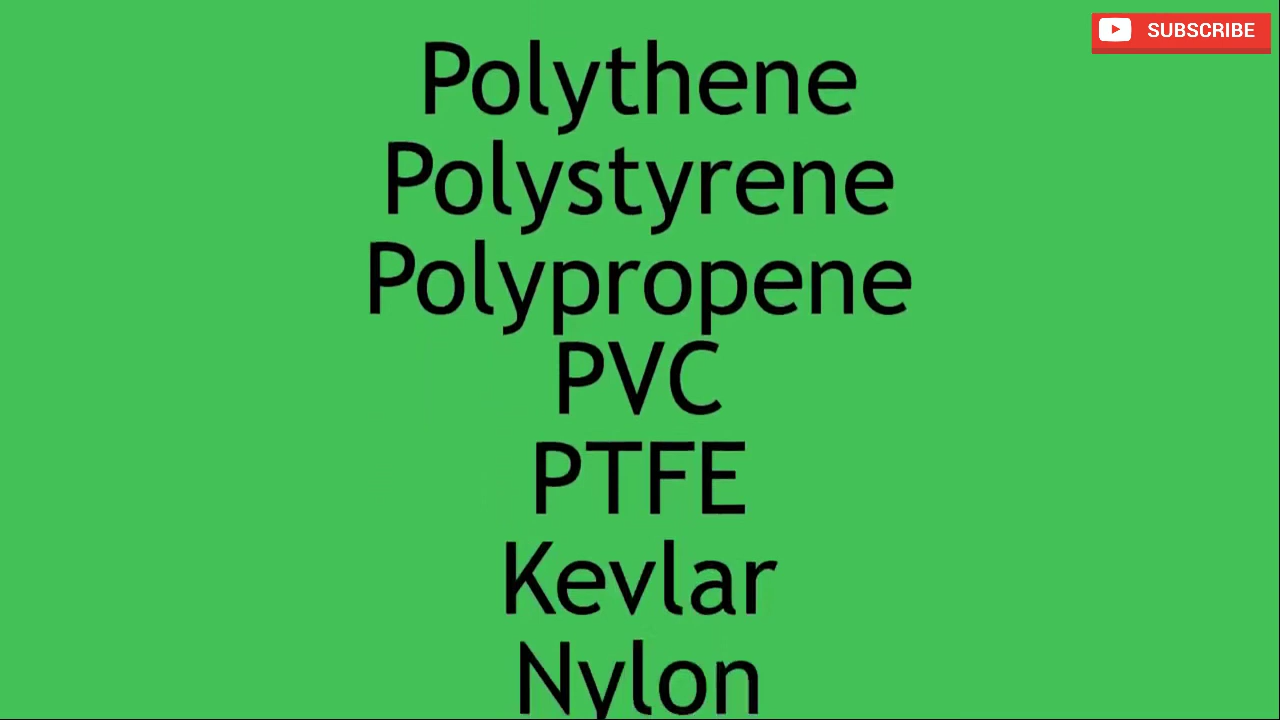 SUBSCRIBE
Polythene
Polystyrene
Polypropene
PVC
PTFE
Kevlar
Nylon